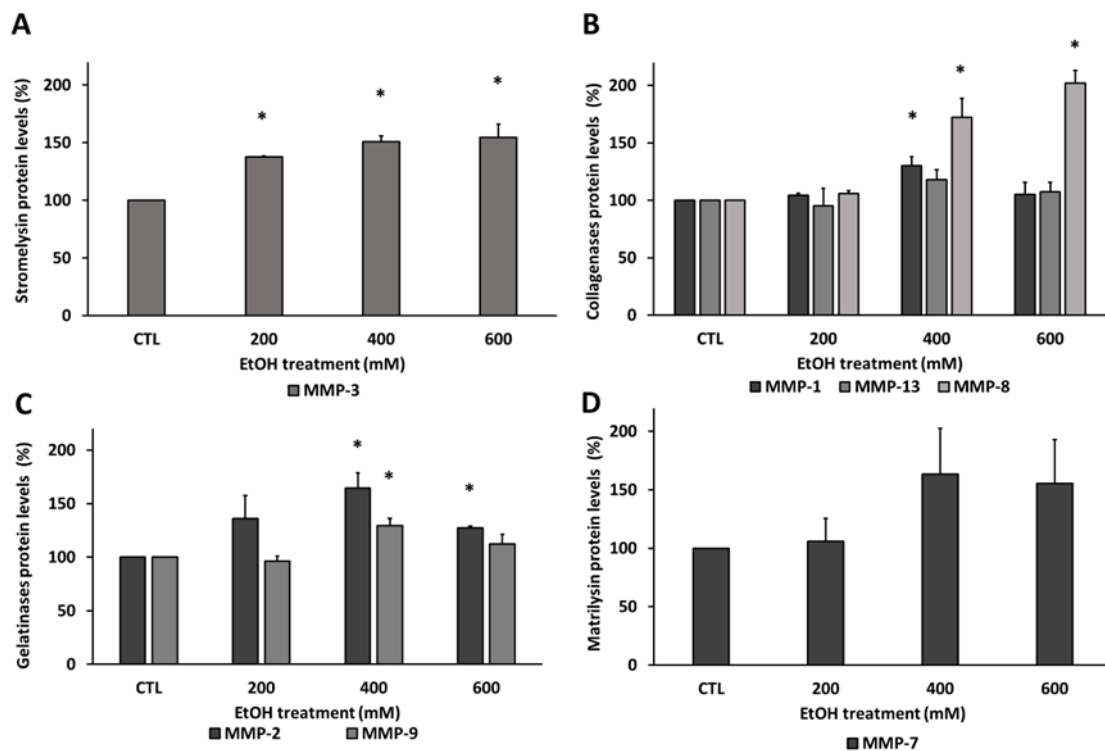 A
Stromelysin protein levels (%)
200
150
100
50
0
*
*
*
CTL 200 400 600
EtOH treatment (mM)
MMP-3
B
Collagenases protein levels (%)
200
150
100
50
0
*
*
*
CTL 200 400 600
EtOH treatment (mM)
MMP-1 MMP-13 MMP-8
C
Gelatinases protein levels (%)
200
150
100
50
0
*
*
*
CTL 200 400 600
EtOH treatment (mM)
MMP-2 MMP-9
D
Matrilysin protein levels (%)
200
150
100
50
0
CTL 200 400 600
EtOH treatment (mM)
MMP-7